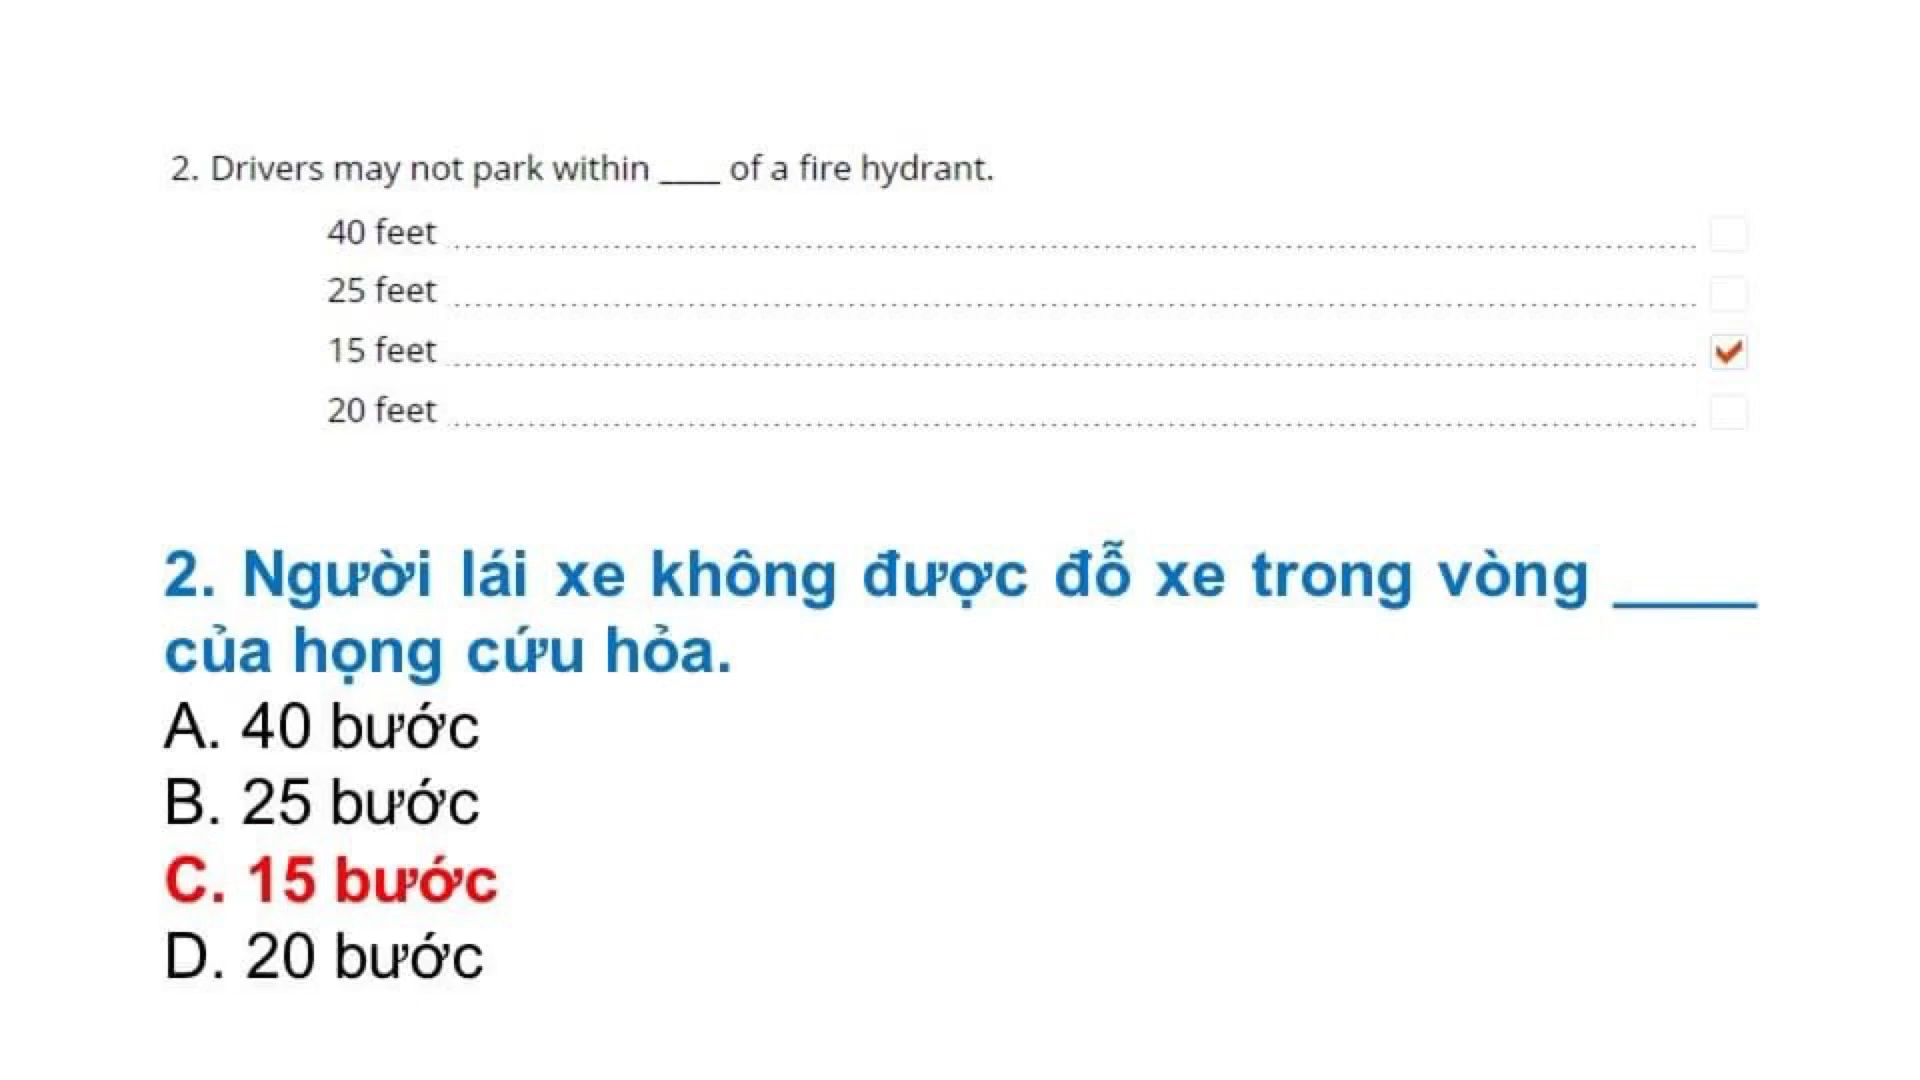 2. Drivers may not park within ____ of a fire hydrant.
40 feet
25 feet
15 feet
20 feet
2. Người lái xe không được đỗ xe trong vòng ____
của họng cứu hỏa.
A. 40 bước
B. 25 bước
C. 15 bước
D. 20 bước